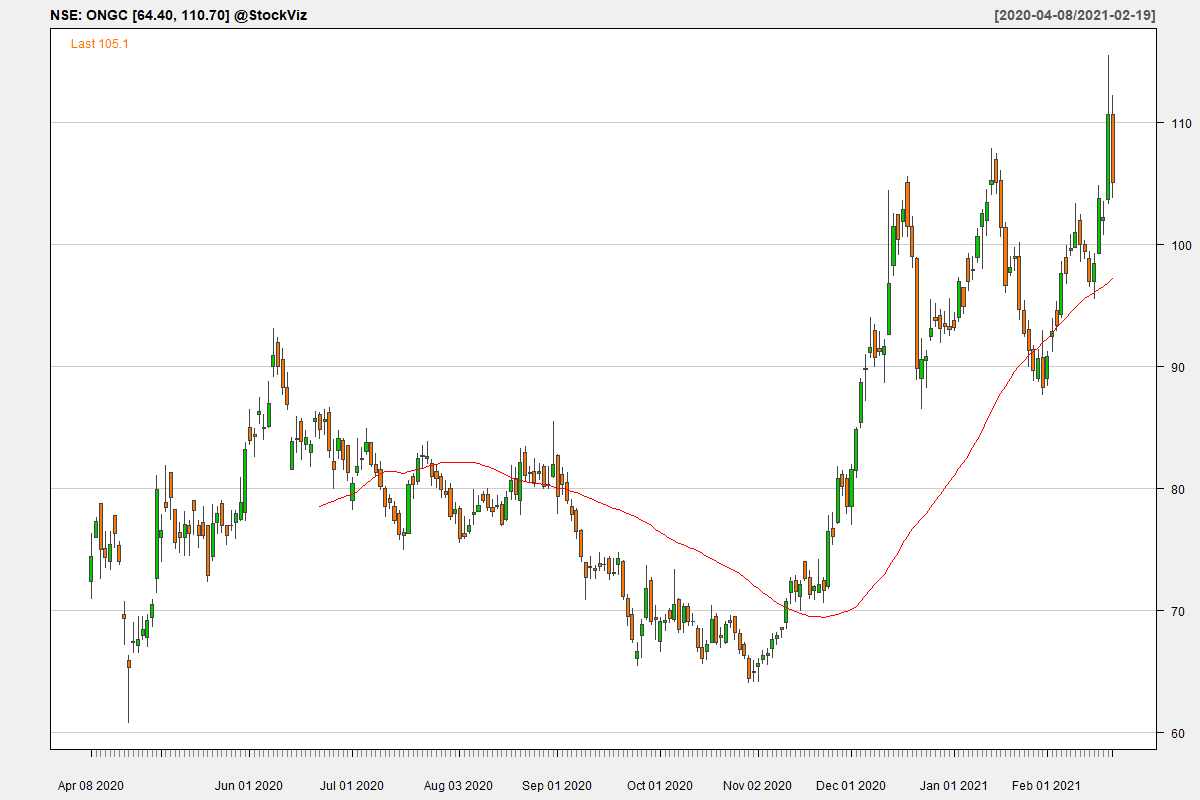 NSE: ONGC [64.40, 110.70] @StockViz [2020-04-08/2021-02-19]
Last 105.1
110
100
90
80
70
60
Apr 08 2020 Jun 01 2020 Jul 01 2020 Aug 03 2020 Sep 01 2020 Oct 01 2020 Nov 02 2020 Dec 01 2020 Jan 01 2021 Feb 01 2021